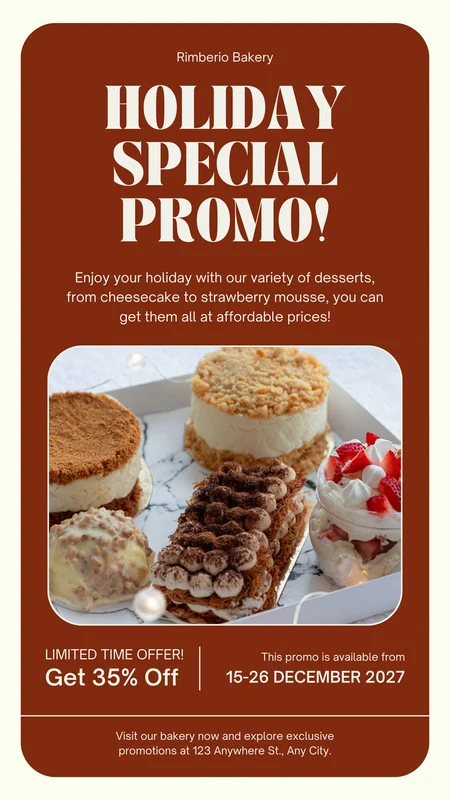 Rimberio Bakery
HOLIDAY
SPECIAL
PROMO!
Enjoy your holiday with our variety of desserts,
from cheesecake to strawberry mousse, you can
get them all at affordable prices!
LIMITED TIME OFFER!
Get 35% Off
This promo is available from
15-26 DECEMBER 2027
Visit our bakery now and explore exclusive
promotions at 123 Anywhere St., Any City.